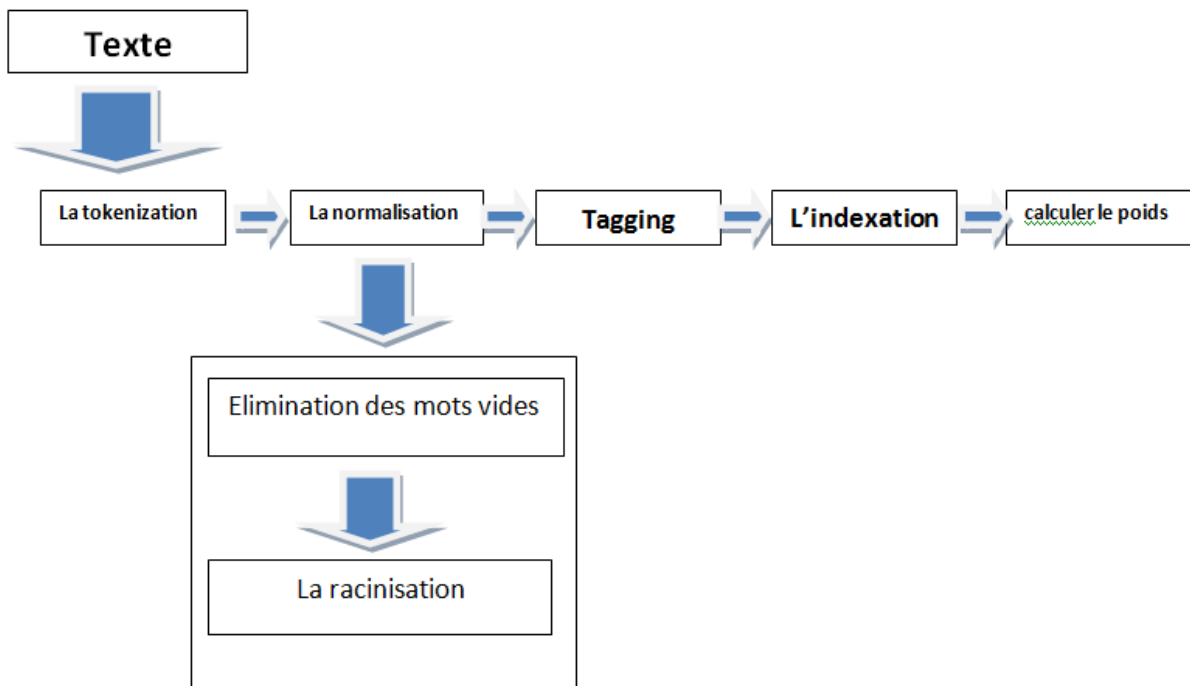 Texte
La tokenization
La normalisation
Tagging
L'indexation
calculer le poids
Elimination des mots vides
La racinisation